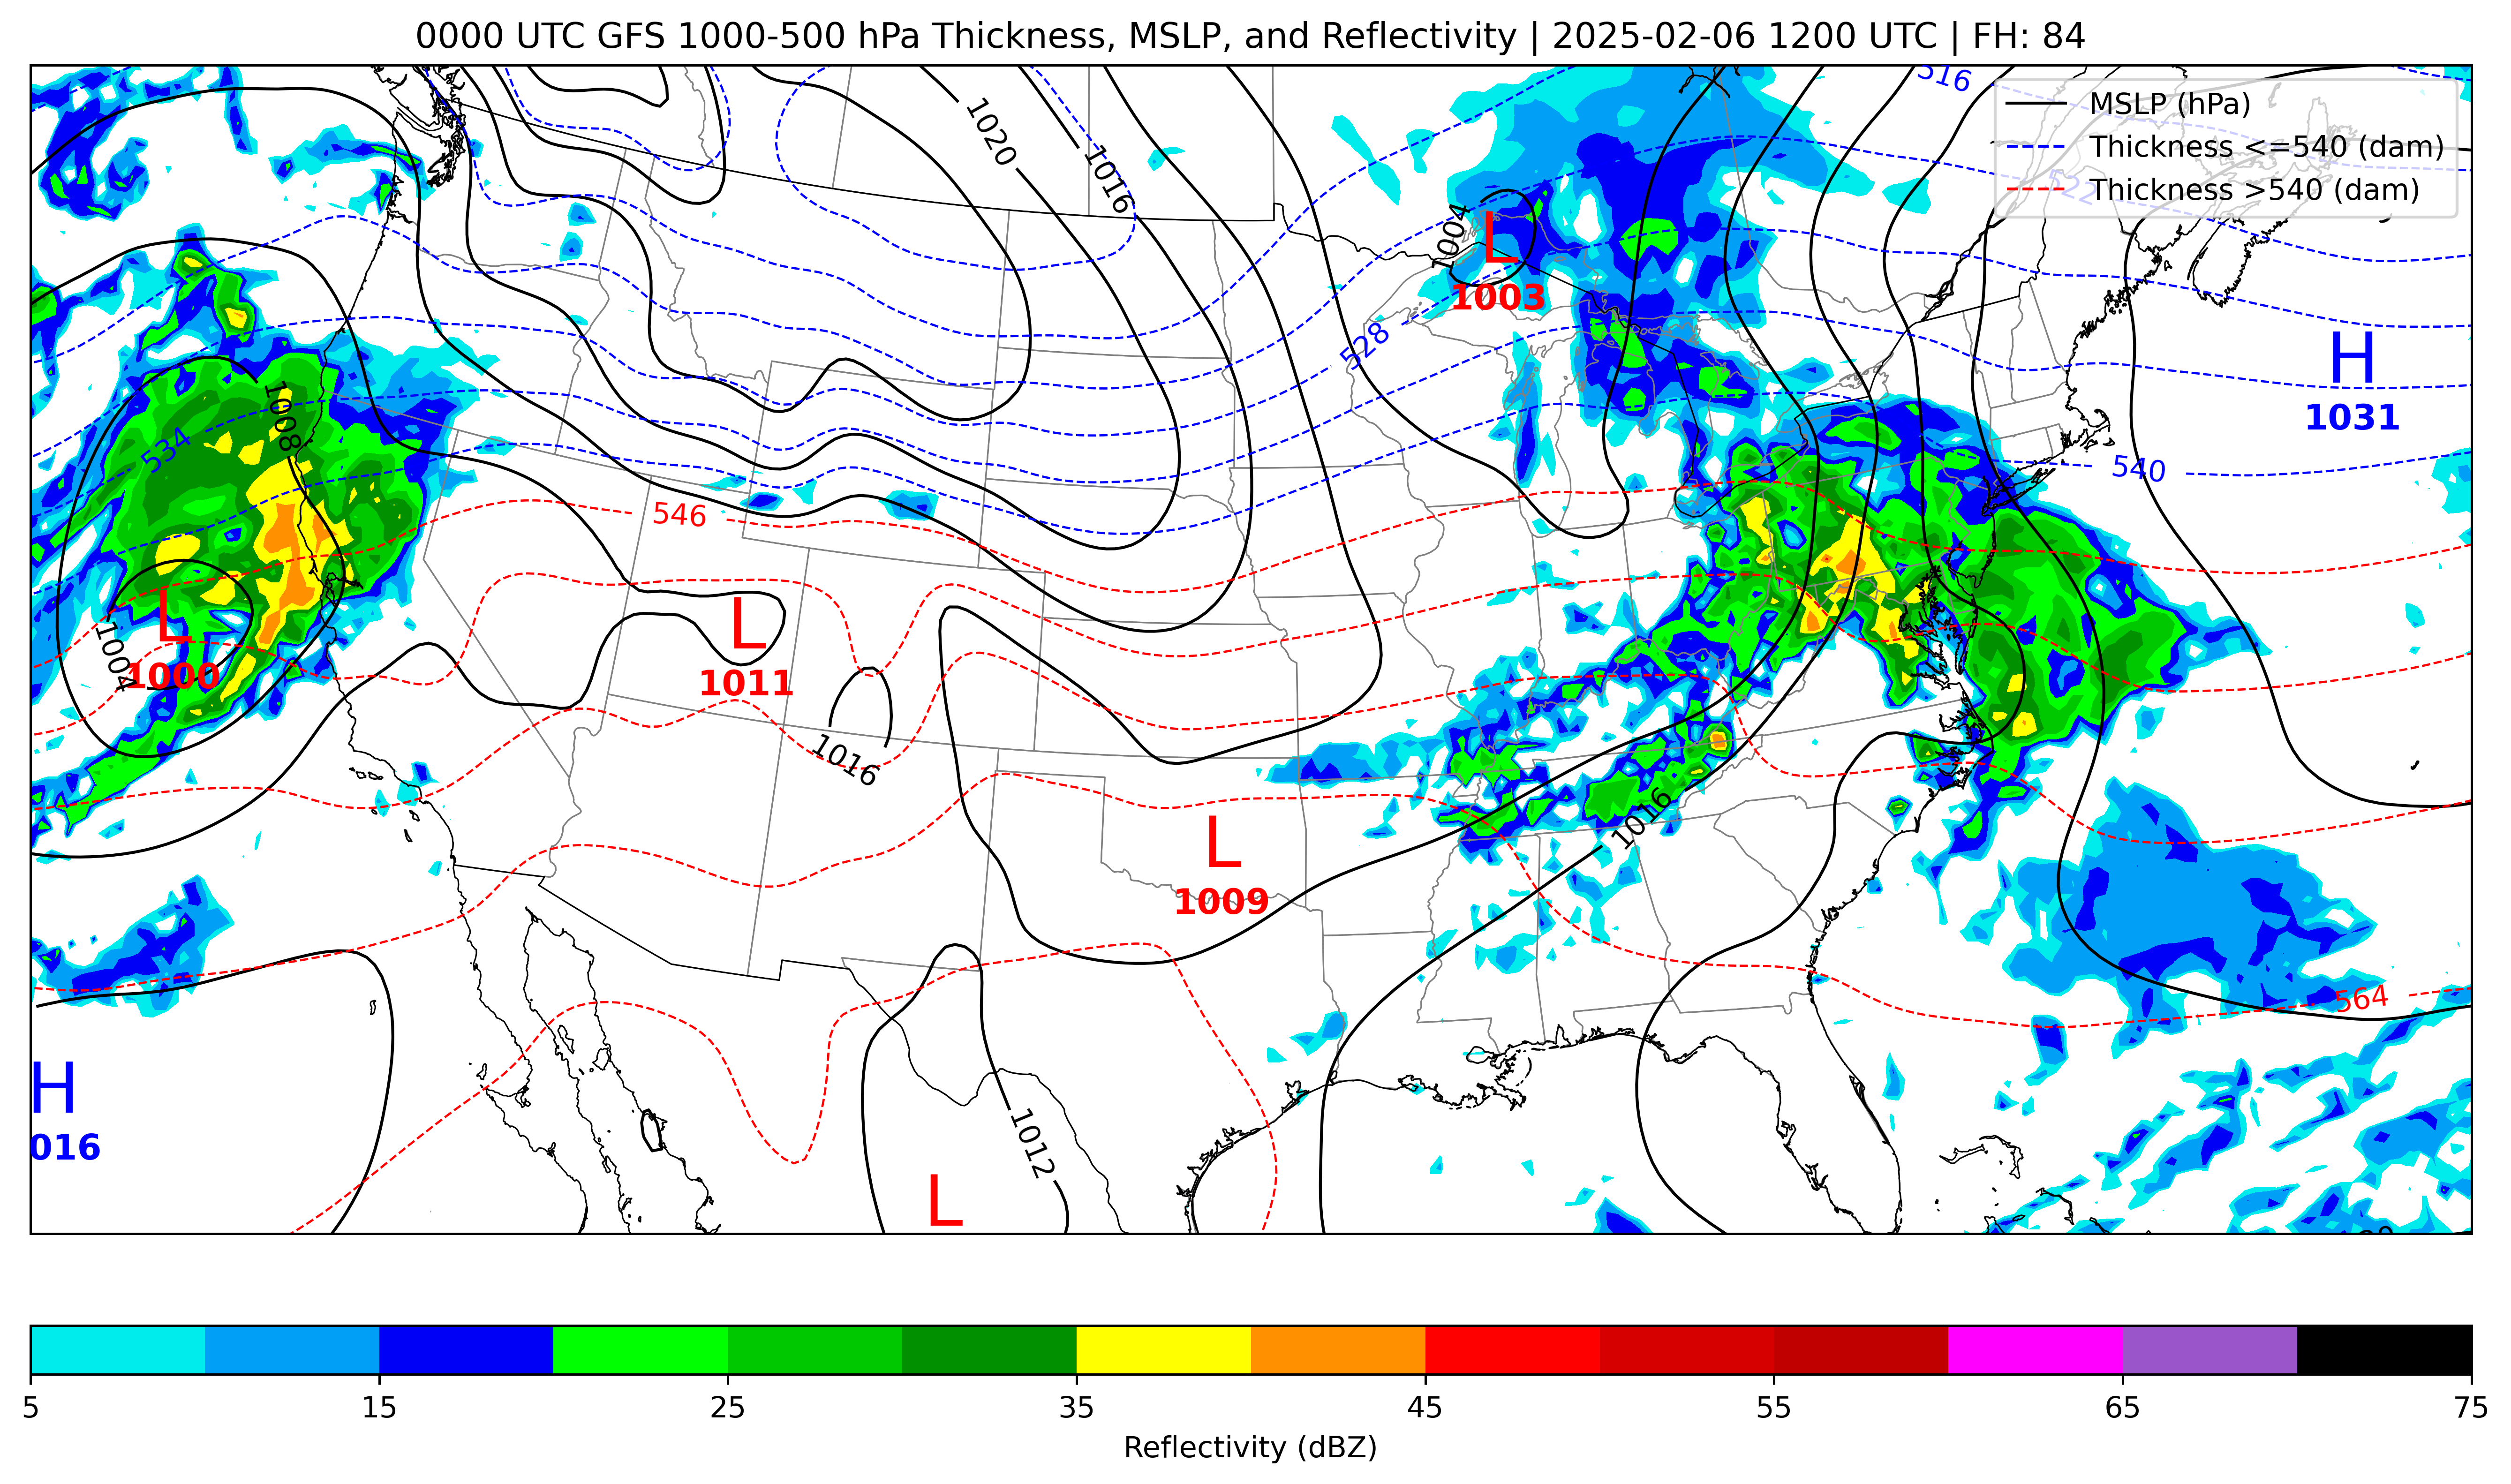 0000 UTC GFS 1000-500 hPa Thickness, MSLP, and Reflectivity | 2025-02-06 1200 UTC | FH: 84
516
MSLP (hPa)
Thickness <=540 (dam)
Thickness >540 (dam)
522
1020
1016
1004
L
1003
528
H
1031
1008
534
540
546
L
1000
1004
L
1011
1016
1016
L
1009
564
H
016
1012
L
5 15 25 35 45 55 65 75
Reflectivity (dBZ)